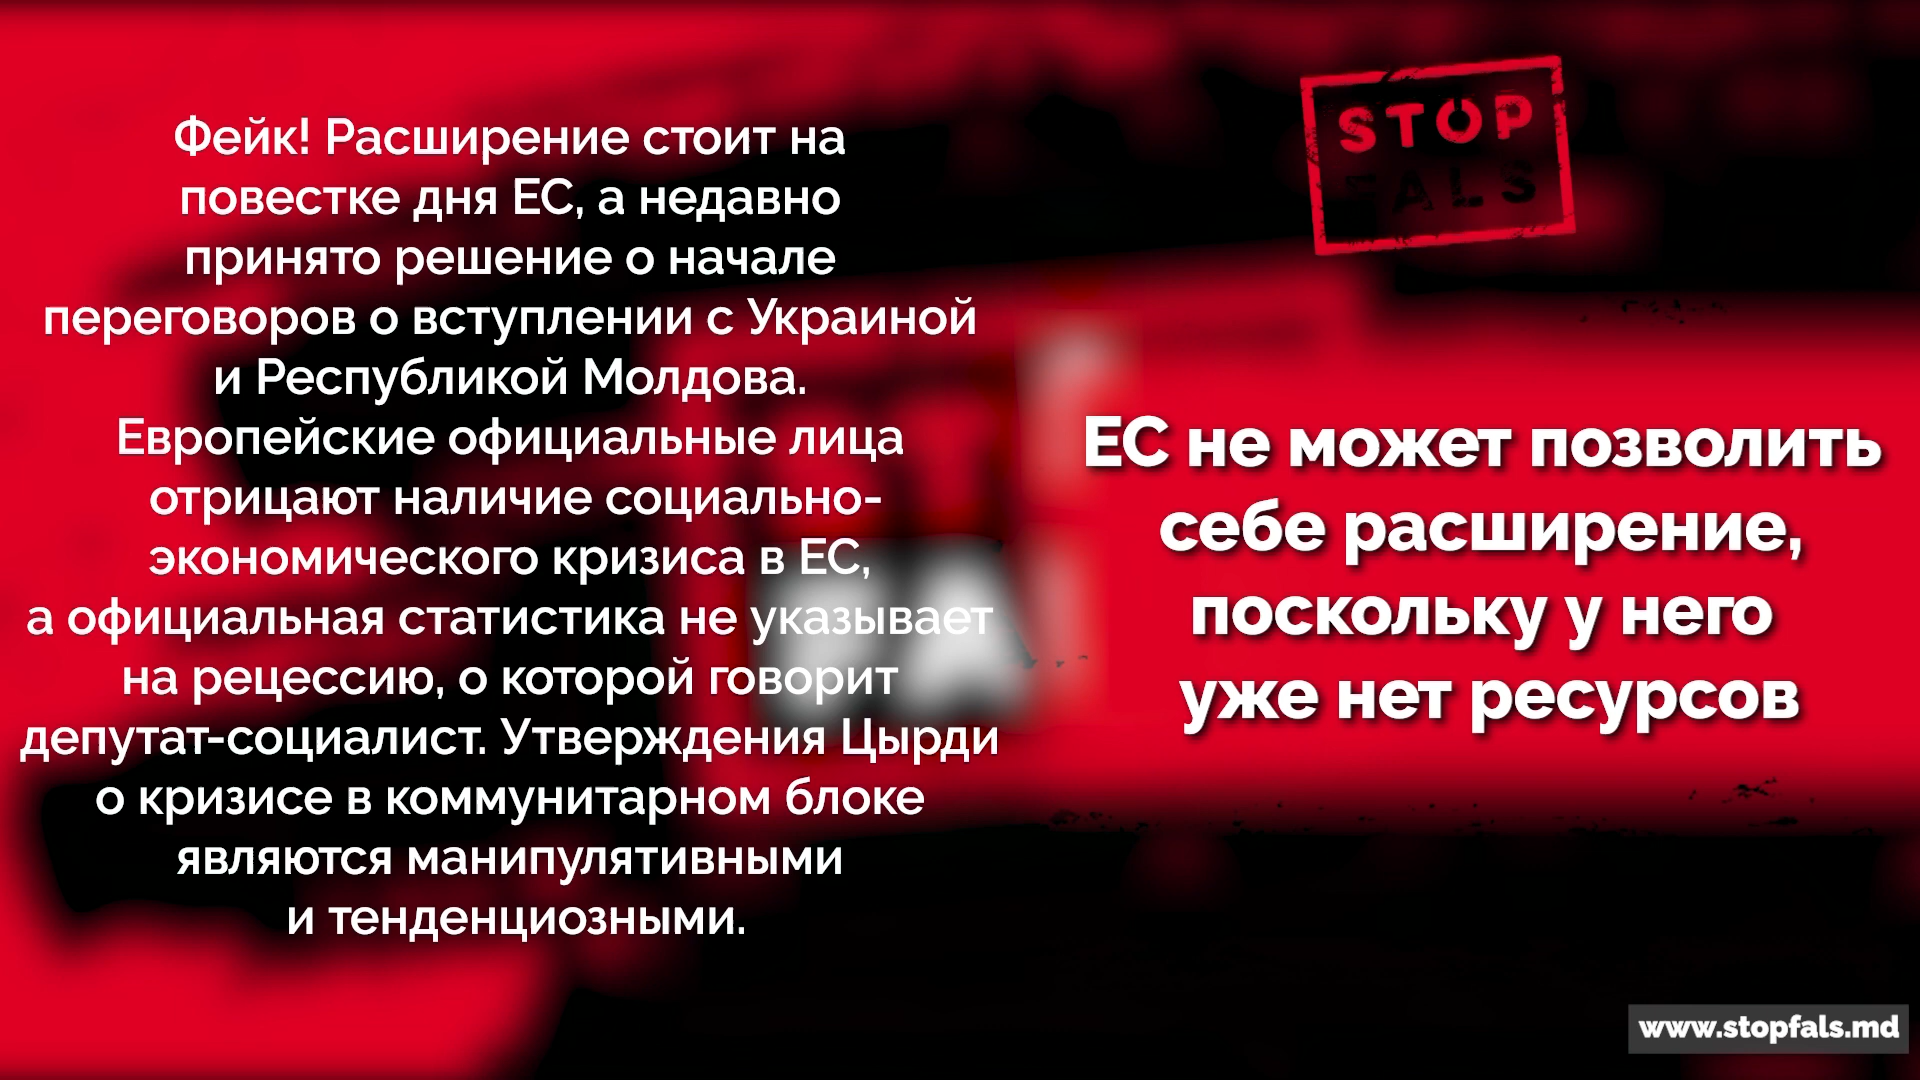 Фейк! Расширение стоит на
повестке дня ЕС, а недавно
принято решение о начале
переговоров о вступлении с Украиной
и Республикой Молдова.
Европейские официальные лица
отрицают наличие социально-
экономического кризиса в ЕС,
а официальная статистика не указывает
на рецессию, о которой говорит
депутат-социалист. Утверждения Цырди
о кризисе в коммунитарном блоке
являются манипулятивными
и тенденциозными.
STOP
FALS
ЕС не может позволить
себе расширение,
поскольку у него
уже нет ресурсов
www.stopfals.md